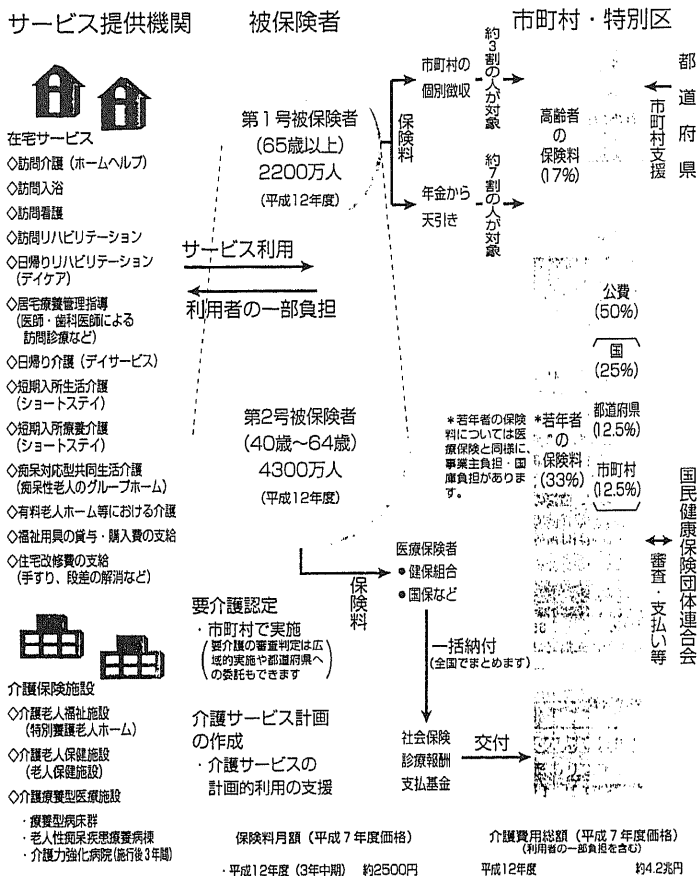 サービス提供機関
在宅サービス
◇訪問介護（ホームヘルプ）
◇訪問入浴
◇訪問看護
◇訪問リハビリテーション
◇日帰りリハビリテーション
（デイケア）
◇居宅療養管理指導
（医師・歯科医師による
訪問診療など）
◇日帰り介護（デイサービス）
◇短期入所生活介護
（ショートステイ）
◇短期入所療養介護
（ショートステイ）
◇痴呆対応型共同生活介護
（痴呆性老人のグループホーム）
◇有料老人ホーム等における介護
◇福祉用具の貸与・購入費の支給
◇住宅改修費の支給
（手すり、段差の解消など）
介護保険施設
◇介護老人福祉施設
（特別養護老人ホーム）
◇介護老人保健施設
（老人保健施設）
◇介護療養型医療施設
・療養型病床群
・老人性痴呆疾患療養病棟
・介護力強化病院(施行後3年間)
被保険者
第1号被保険者
(65歳以上)
2200万人
(平成12年度)
サービス利用
利用者の一部負担
第2号被保険者
(40歳〜64歳)
4300万人
(平成12年度)
保険料
市町村の
個別徴収
約3割の人が対象
年金から
天引き
約7割の人が対象
保険料
医療保険者
●健保組合
●国保など
一括納付
(全国でまとめます)
社会保険
診療報酬
支払基金
交付
要介護認定
・市町村で実施
（要介護の審査判定は広
域的実施や都道府県へ
の委託もできます）
介護サービス計画
の作成
・介護サービスの
計画的利用の支援
市町村・特別区
高齢者
の
保険料
(17%)
公費
(50%)
国
(25%)
都道府県
(12.5%)
市町村
(12.5%)
*若年者
の
保険料
(33%)
*若年者の保険
料については医
療保険と同様に、
事業主負担・国
庫負担がありま
す。
都道府県
市町村支援
国民健康保険団体連合会
審査・支払い等
保険料月額（平成7年度価格）
・平成12年度（3年中期） 約2500円
介護費用総額（平成7年度価格）
(利用者の一部負担を含む)
平成12年度 約4.2兆円